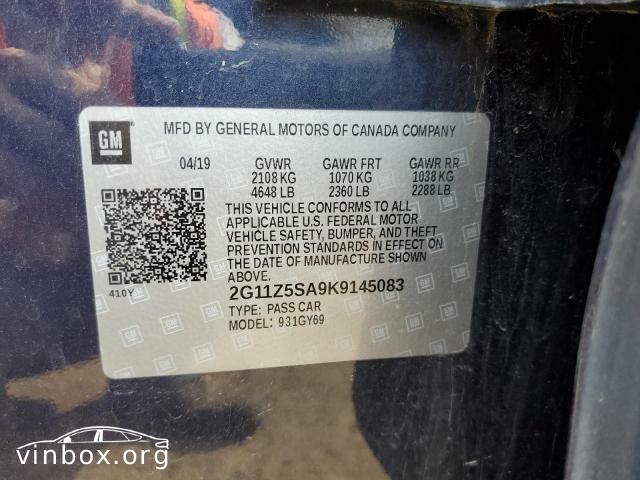 GM
MFD BY GENERAL MOTORS OF CANADA COMPANY
04/19 GVWR GAWR FRT GAWR RR
2108 KG 1070 KG 1038 KG
4648 LB 2360 LB 2288 LB
THIS VEHICLE CONFORMS TO ALL
APPLICABLE U.S. FEDERAL MOTOR
VEHICLE SAFETY, BUMPER, AND THEFT
PREVENTION STANDARDS IN EFFECT ON
THE DATE OF MANUFACTURE SHOWN
ABOVE.
410Y
2G11Z5SA9K9145083
TYPE: PASS CAR
MODEL: 931GY69
vinbox.org